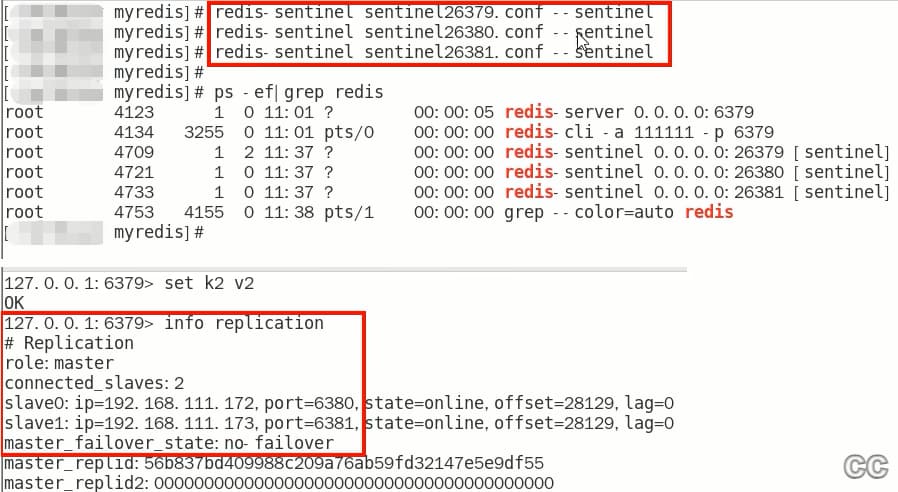 [ myredis]# redis-sentinel sentinel26379.conf --sentinel
[ myredis]# redis-sentinel sentinel26380.conf --sentinel
[ myredis]# redis-sentinel sentinel26381.conf --sentinel
[ myredis]#
[ myredis]# ps -ef|grep redis
root 4123 1 0 11:01 ? 00:00:05 redis-server 0.0.0.0:6379
root 4134 3255 0 11:01 pts/0 00:00:00 redis-cli -a 111111 -p 6379
root 4709 1 2 11:37 ? 00:00:00 redis-sentinel 0.0.0.0:26379 [sentinel]
root 4721 1 0 11:37 ? 00:00:00 redis-sentinel 0.0.0.0:26380 [sentinel]
root 4733 1 0 11:37 ? 00:00:00 redis-sentinel 0.0.0.0:26381 [sentinel]
root 4753 4155 0 11:38 pts/1 00:00:00 grep --color=auto redis
[ myredis]#
127.0.0.1:6379> set k2 v2
OK
127.0.0.1:6379> info replication
# Replication
role:master
connected_slaves:2
slave0:ip=192.168.111.172,port=6380,state=online,offset=28129,lag=0
slave1:ip=192.168.111.173,port=6381,state=online,offset=28129,lag=0
master_failover_state:no-failover
master_replid:56b837bd409988c209a76ab59fd32147e5e9df55
master_replid2:0000000000000000000000000000000000000000
CC